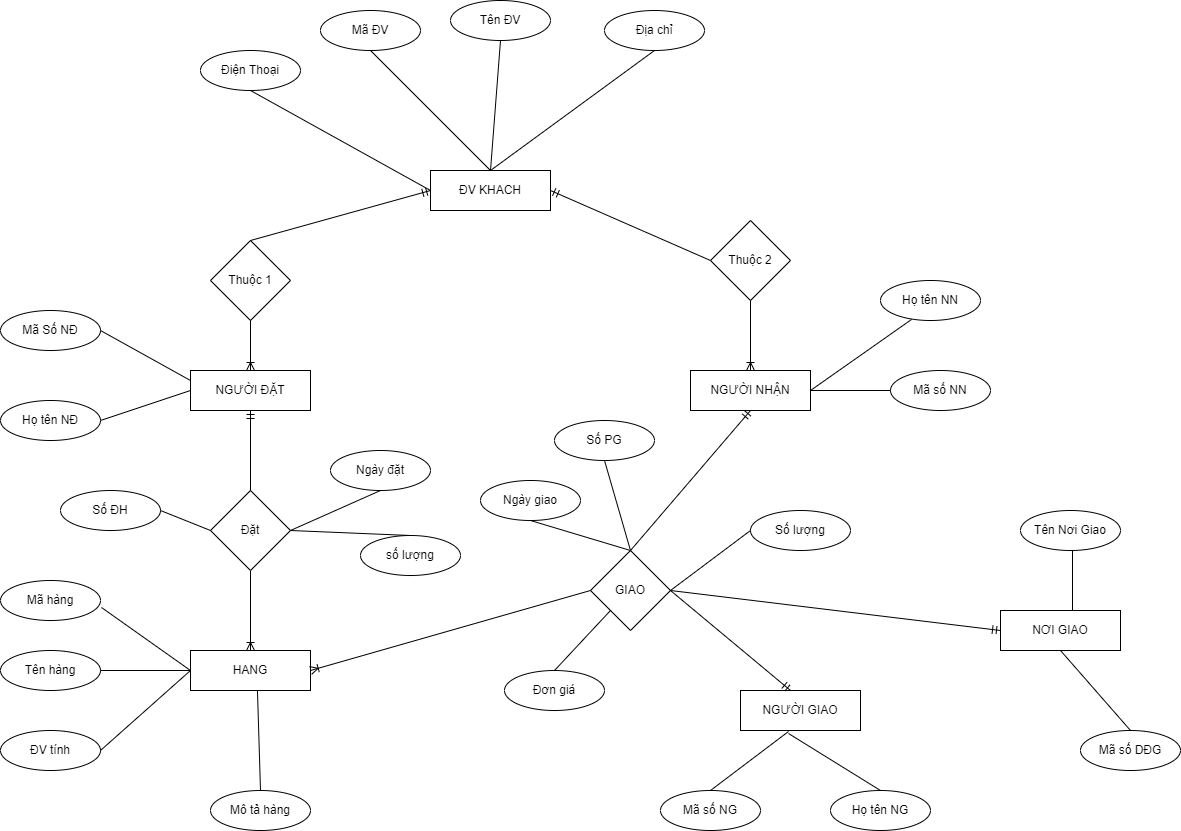 Tên ĐV
Mã ĐV
Địa chỉ
Điện Thoại
ĐV KHACH
Thuộc 2
Thuộc 1
Họ tên NN
Mã Số NĐ
NGƯỜI ĐẶT
NGƯỜI NHẬN
Mã số NN
Họ tên NĐ
Số PG
Ngày đặt
Ngày giao
Số ĐH
Đặt
Số lượng
Tên Nơi Giao
số lượng
GIAO
Mã hàng
NƠI GIAO
Tên hàng
HANG
Đơn giá
NGƯỜI GIAO
ĐV tính
Mã số DĐG
Mô tả hàng
Mã số NG
Họ tên NG